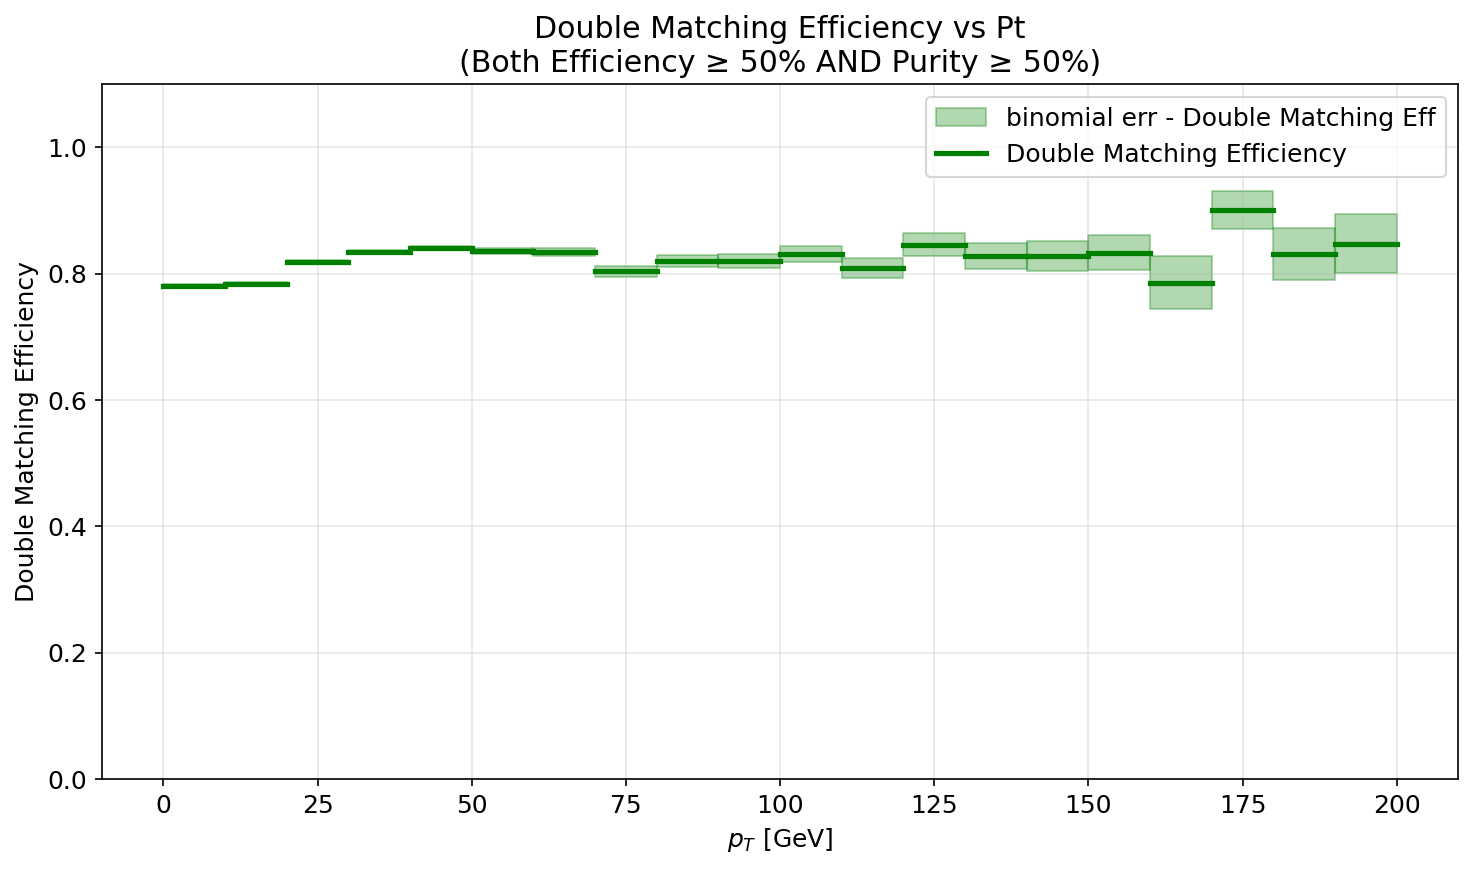 Double Matching Efficiency vs Pt
(Both Efficiency ≥ 50% AND Purity ≥ 50%)
binomial err - Double Matching Eff
Double Matching Efficiency
Double Matching Efficiency
1.0
0.8
0.6
0.4
0.2
0.0
0 25 50 75 100 125 150 175 200
p_T [GeV]